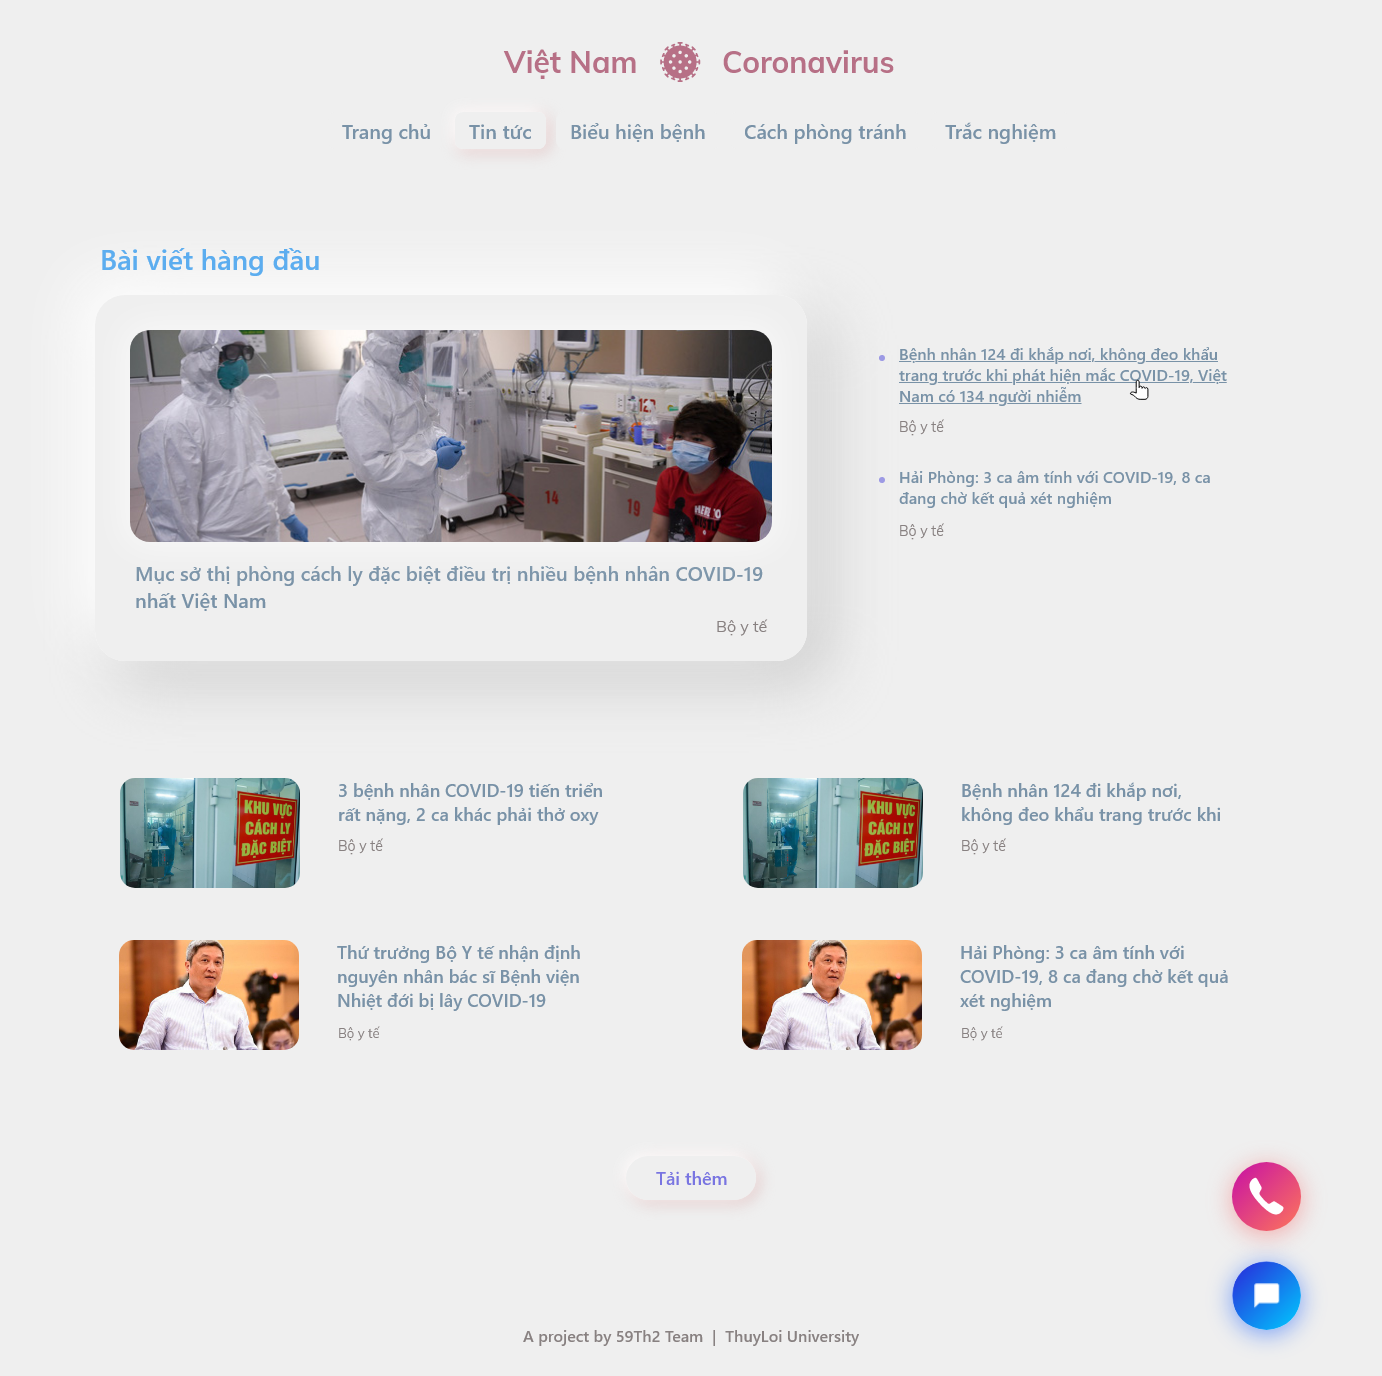 Việt Nam Coronavirus
Trang chủ Tin tức Biểu hiện bệnh Cách phòng tránh Trắc nghiệm
Bài viết hàng đầu
14
19
Mục sở thị phòng cách ly đặc biệt điều trị nhiều bệnh nhân COVID-19
nhất Việt Nam
Bộ y tế
Bệnh nhân 124 đi khắp nơi, không đeo khẩu
trang trước khi phát hiện mắc COVID-19, Việt
Nam có 134 người nhiễm
Bộ y tế
Hải Phòng: 3 ca âm tính với COVID-19, 8 ca
đang chờ kết quả xét nghiệm
Bộ y tế
KHU VỰC
CÁCH LY
ĐẶC BIỆT
3 bệnh nhân COVID-19 tiến triển
rất nặng, 2 ca khác phải thở oxy
Bộ y tế
KHU VỰC
CÁCH LY
ĐẶC BIỆT
Bệnh nhân 124 đi khắp nơi,
không đeo khẩu trang trước khi
Bộ y tế
Thứ trưởng Bộ Y tế nhận định
nguyên nhân bác sĩ Bệnh viện
Nhiệt đới bị lây COVID-19
Bộ y tế
Hải Phòng: 3 ca âm tính với
COVID-19, 8 ca đang chờ kết quả
xét nghiệm
Bộ y tế
Tải thêm
A project by 59Th2 Team | ThuyLoi University